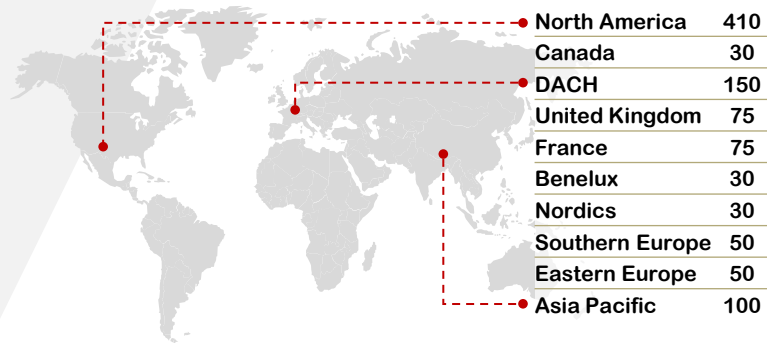 North America 410
Canada 30
DACH 150
United Kingdom 75
France 75
Benelux 30
Nordics 30
Southern Europe 50
Eastern Europe 50
Asia Pacific 100